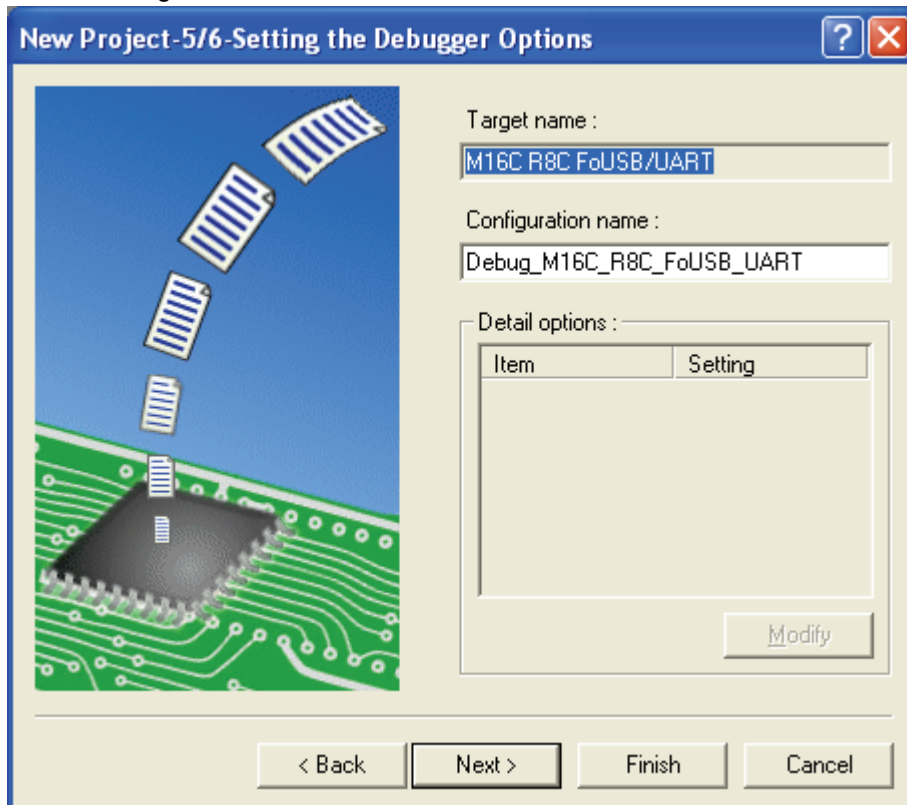 New Project-5/6-Setting the Debugger Options
Target name :
M16C R8C FoUSB/UART
Configuration name :
Debug_M16C_R8C_FoUSB_UART
Detail options :
Item Setting
Modify
< Back Next > Finish Cancel